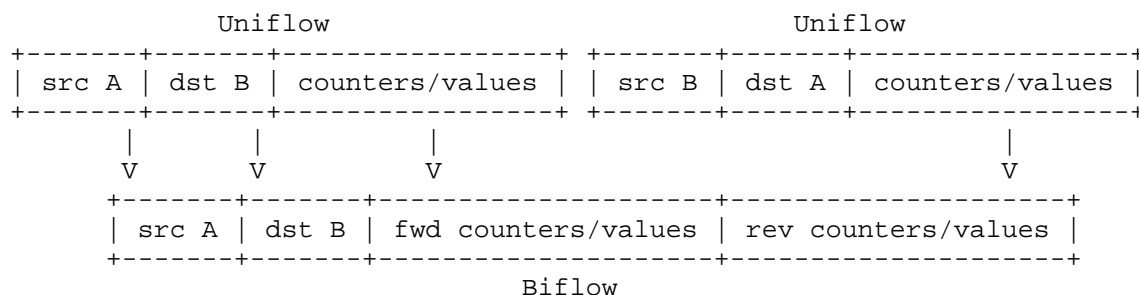 Uniflow                                Uniflow
+-------+-------+-----------------+ +-------+-------+-----------------+
| src A | dst B | counters/values | | src B | dst A | counters/values |
+-------+-------+-----------------+ +-------+-------+-----------------+
       |       |          |                                   |
       V       V          V                                   V
      +-------+-------+---------------------+---------------------+
      | src A | dst B | fwd counters/values | rev counters/values |
      +-------+-------+---------------------+---------------------+
                               Biflow